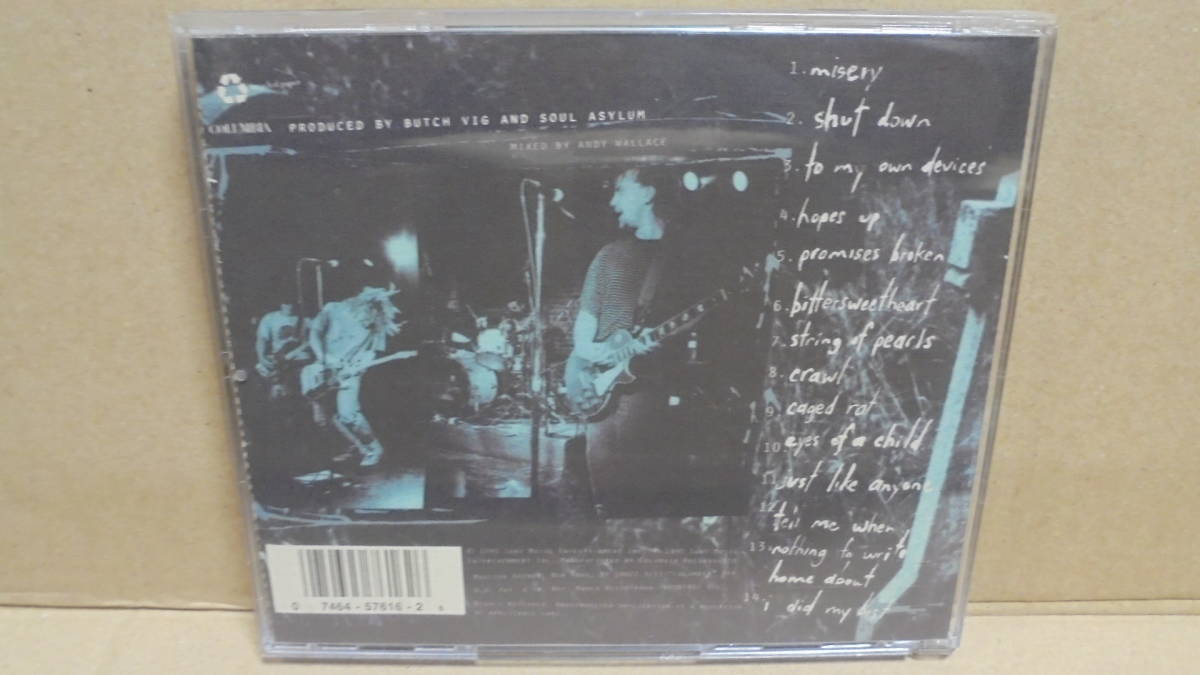 COLUMBIA PRODUCED BY BUTCH VIG AND SOUL ASYLUM
MIXED BY ANDY WALLACE
1. misery
2. shut down
3. to my own devices
4. hopes up
5. promises broken
6. bittersweetheart
7. string of pearls
8. crawl
9. caged rat
10. eyes of a child
11. just like anyone
12. tell me when
13. nothing to write
home about
14. i did my best
0 7464-57616-2 6